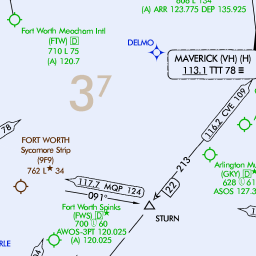 (A) ARR 123.775 DEP 135.925
Fort Worth Meacham Intl
(FTW) D
710 L 75
(A) 120.7
DELMO
MAVERICK (VH) (H)
113.1 TTT 78
37
78
116.2 CVE 109
FORT WORTH
Sycamore Strip
(9F9)
762 L* 34
213
122
Arlington Mu
(GKY) D*
628
ASOS 127.3
117.7 MQP 124
091°
Fort Worth Spinks
(FWS) D*
700 60
AWOS-3PT 120.025
(A) 120.025
STURN
RLE